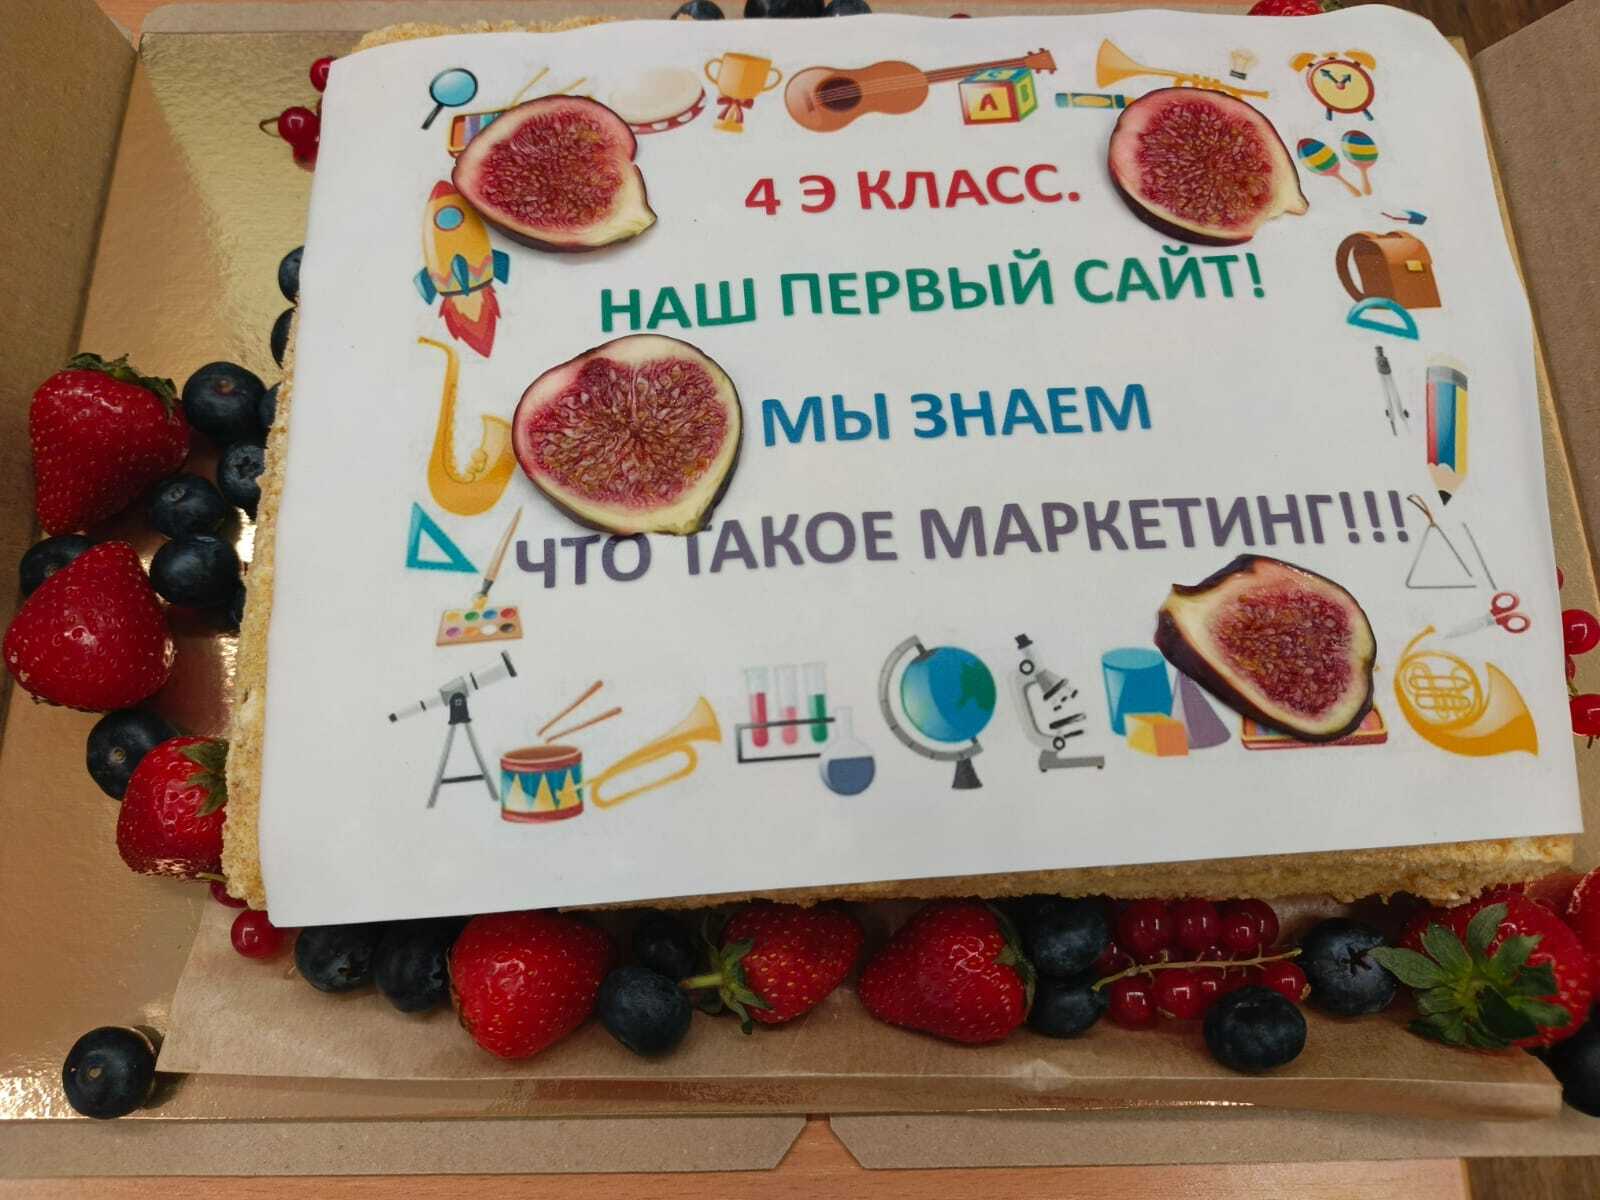 4 Э КЛАСС.
НАШ ПЕРВЫЙ САЙТ!
МЫ ЗНАЕМ
ЧТО ТАКОЕ МАРКЕТИНГ!!!
A